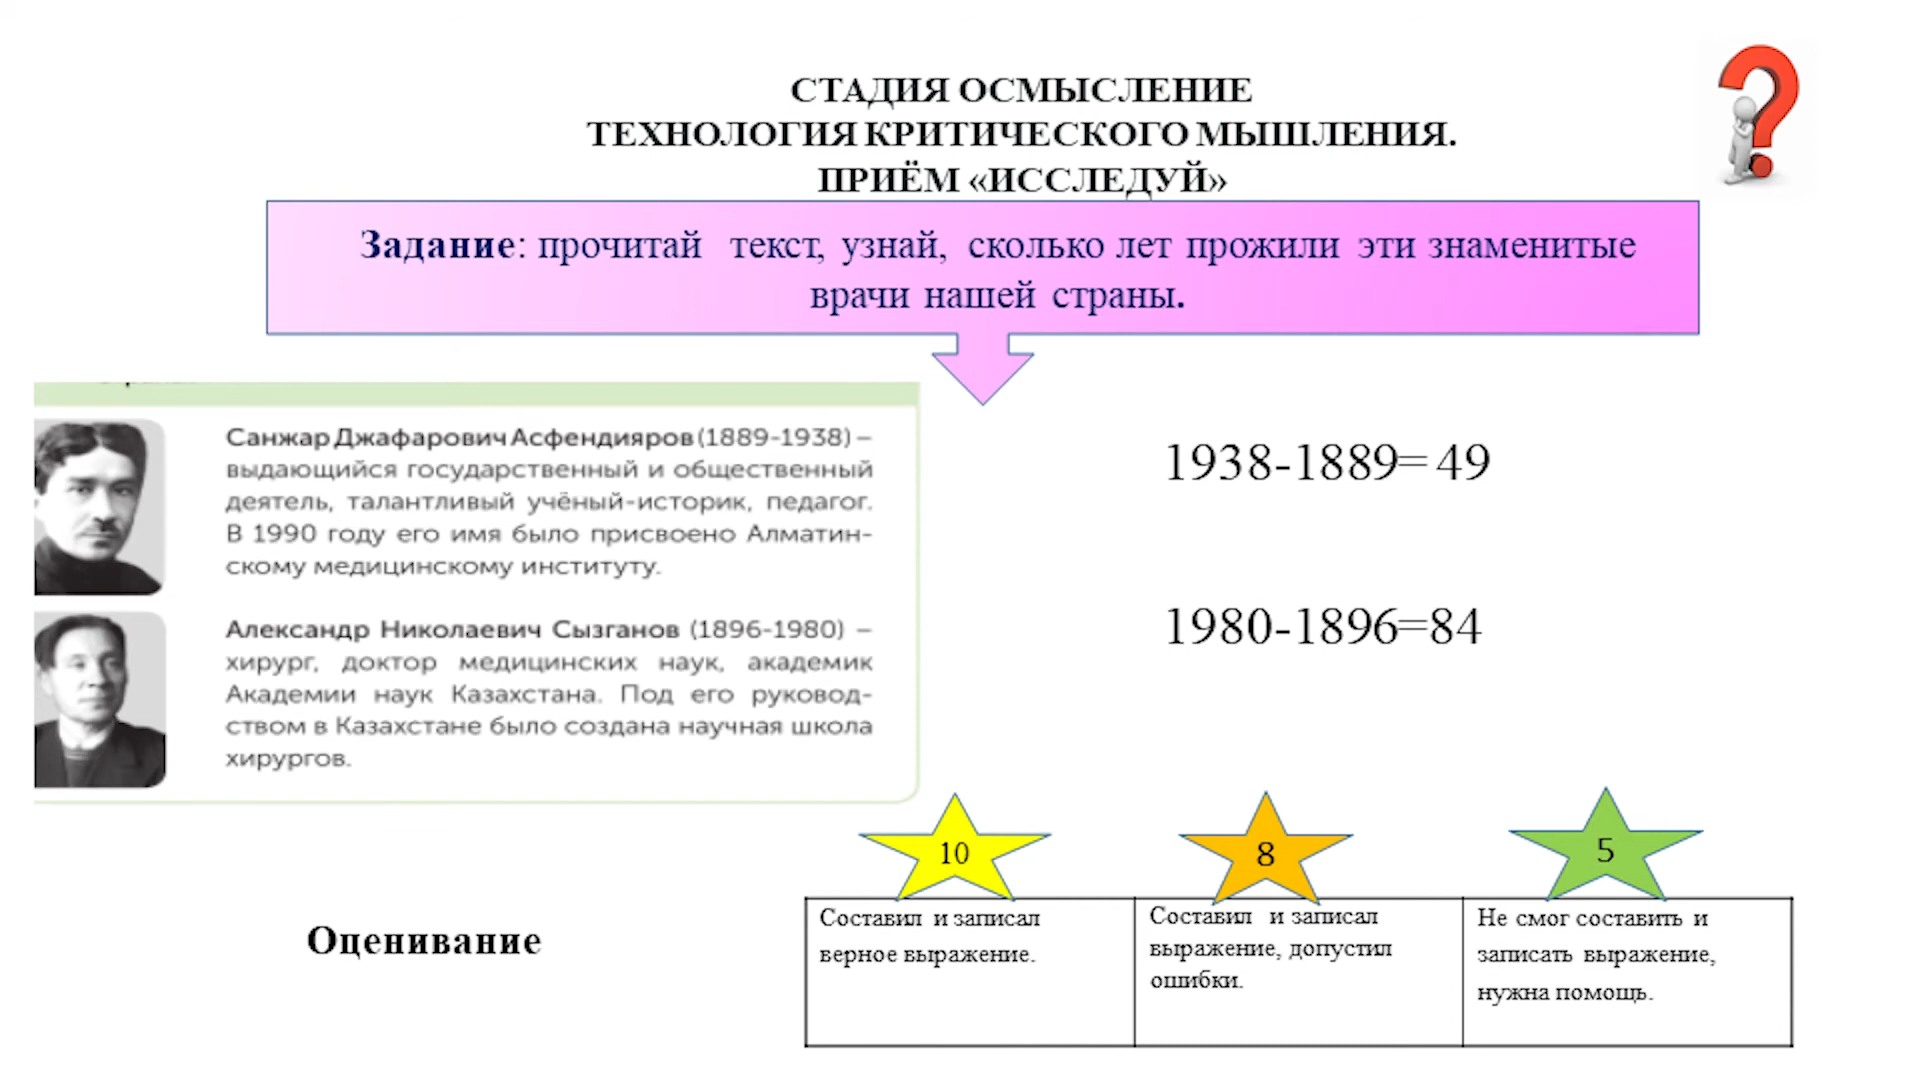 СТАДИЯ ОСМЫСЛЕНИЕ
ТЕХНОЛОГИЯ КРИТИЧЕСКОГО МЫШЛЕНИЯ.
ПРИЁМ «ИССЛЕДУЙ»
Задание: прочитай текст, узнай, сколько лет прожили эти знаменитые
врачи нашей страны.
Санжар Джафарович Асфендияров (1889-1938) –
выдающийся государственный и общественный
деятель, талантливый учёный-историк, педагог.
В 1990 году его имя было присвоено Алматин-
скому медицинскому институту.
Александр Николаевич Сызганов (1896-1980) –
хирург, доктор медицинских наук, академик
Академии наук Казахстана. Под его руковод-
ством в Казахстане было создана научная школа
хирургов.
1938-1889= 49
1980-1896=84
10
8
5
Оценивание
Составил и записал
верное выражение.
Составил и записал
выражение, допустил
ошибки.
Не смог составить и
записать выражение,
нужна помощь.